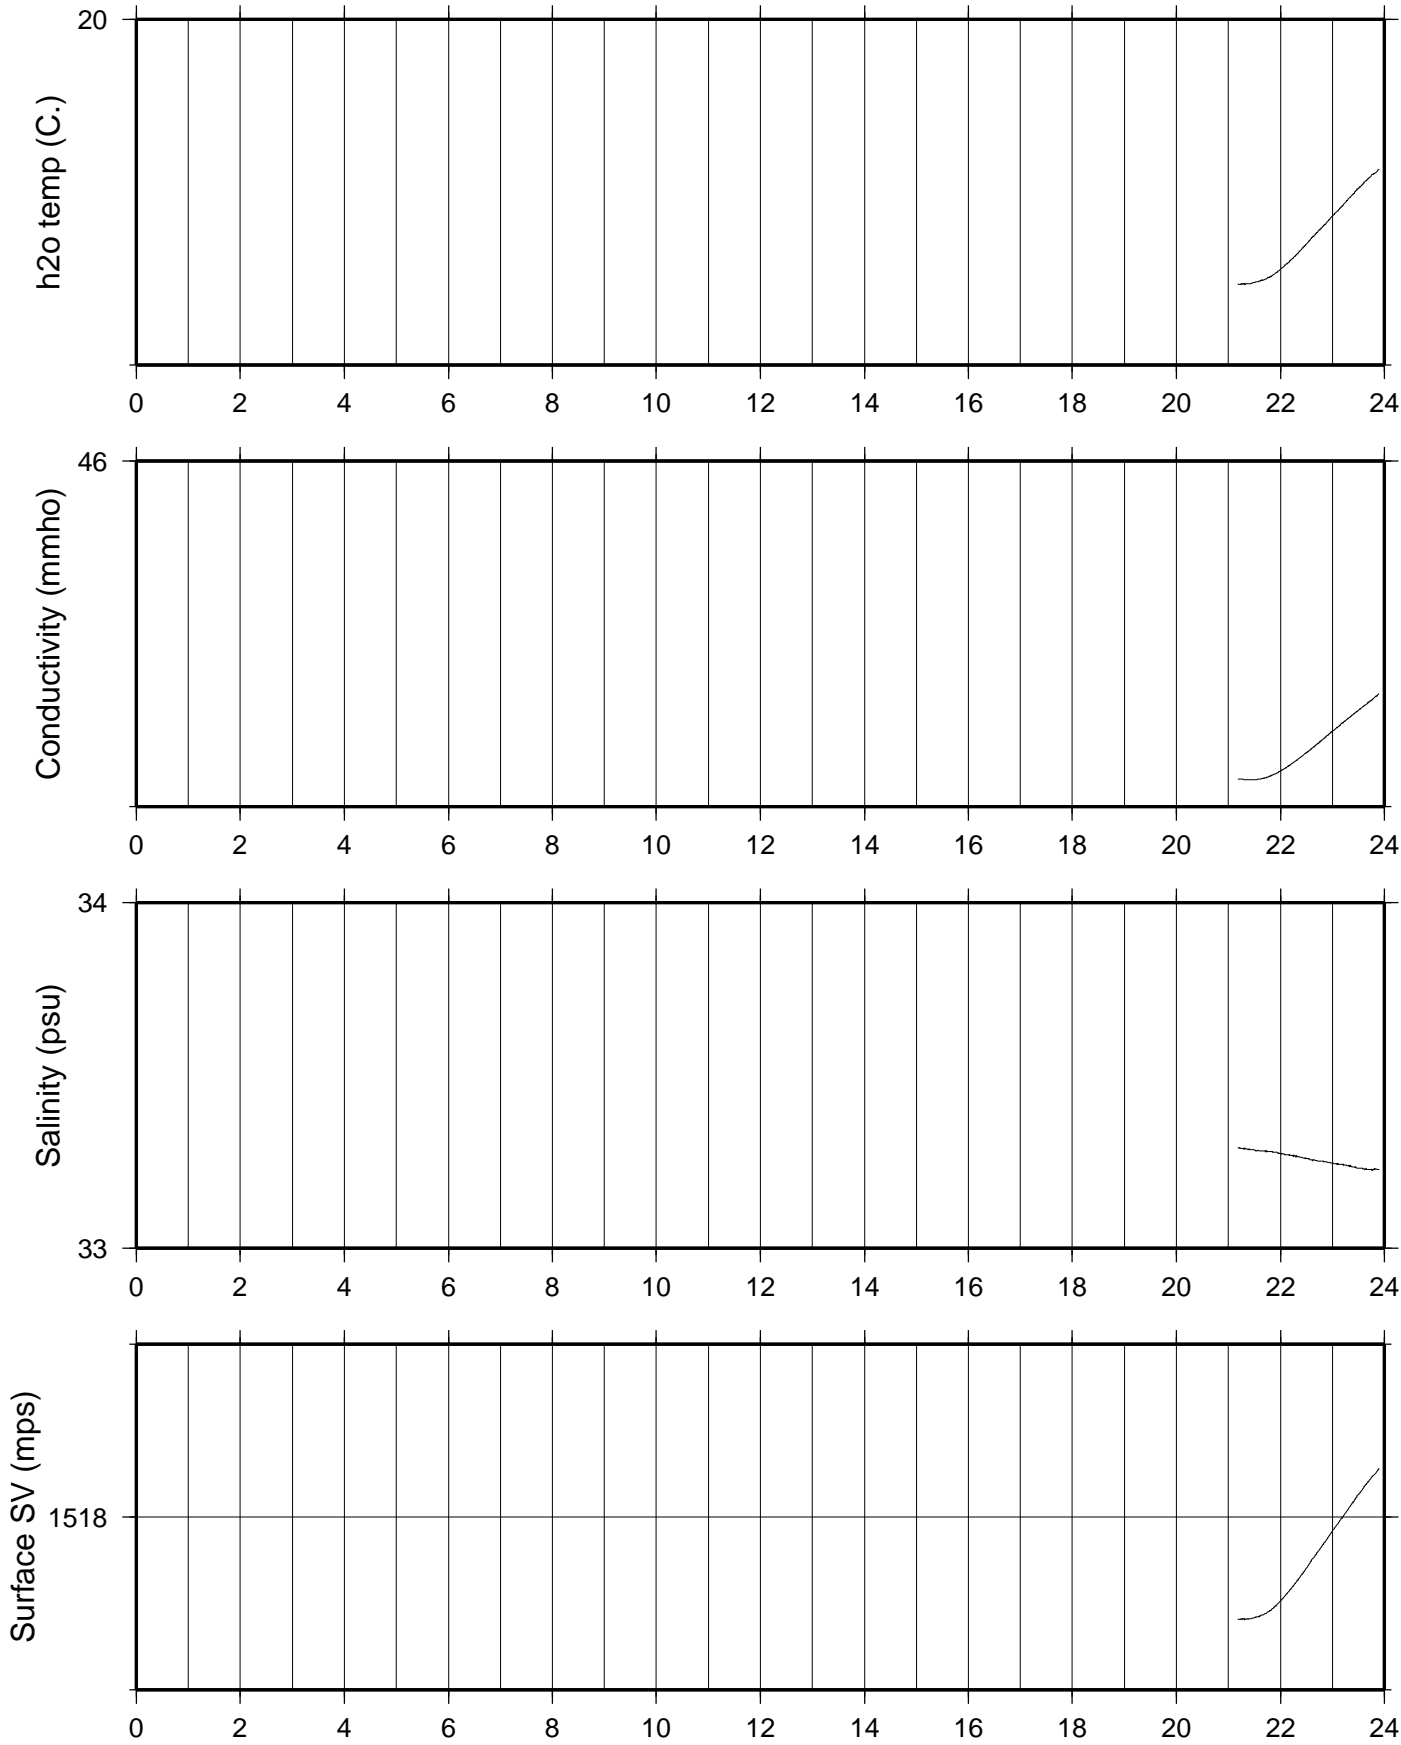 20
h2o temp (C.)
0 2 4 6 8 10 12 14 16 18 20 22 24
46
Conductivity (mmho)
0 2 4 6 8 10 12 14 16 18 20 22 24
34
Salinity (psu)
33
0 2 4 6 8 10 12 14 16 18 20 22 24
Surface SV (mps)
1518
0 2 4 6 8 10 12 14 16 18 20 22 24